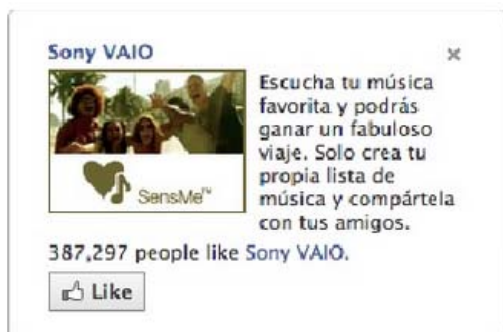 Sony VAIO
Escucha tu música
favorita y podrás
ganar un fabuloso
viaje. Solo crea tu
propia lista de
música y compártela
con tus amigos.
SensMe™
387,297 people like Sony VAIO.
Like